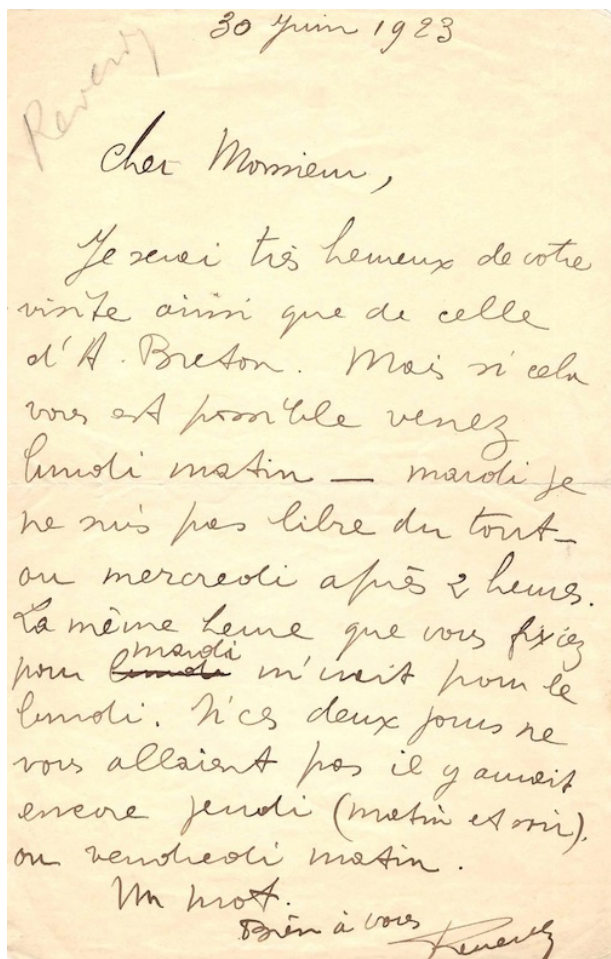 30 Juin 1923
Reverdy
cher Monsieur,
Je serai très heureux de votre
visite ainsi que de celle
d'A. Breton. Mais si cela
vous est possible venez
lundi matin — mardi je
ne suis pas libre du tout —
ou mercredi après 2 heures.
La même heure que vous fixiez
mardi
pour lundi m'irait pour le
lundi. Si ces deux jours ne
vous allaient pas il y aurait
encore jeudi (matin et soir).
ou vendredi matin.
Un mot.
Bien à vous
Reverdy